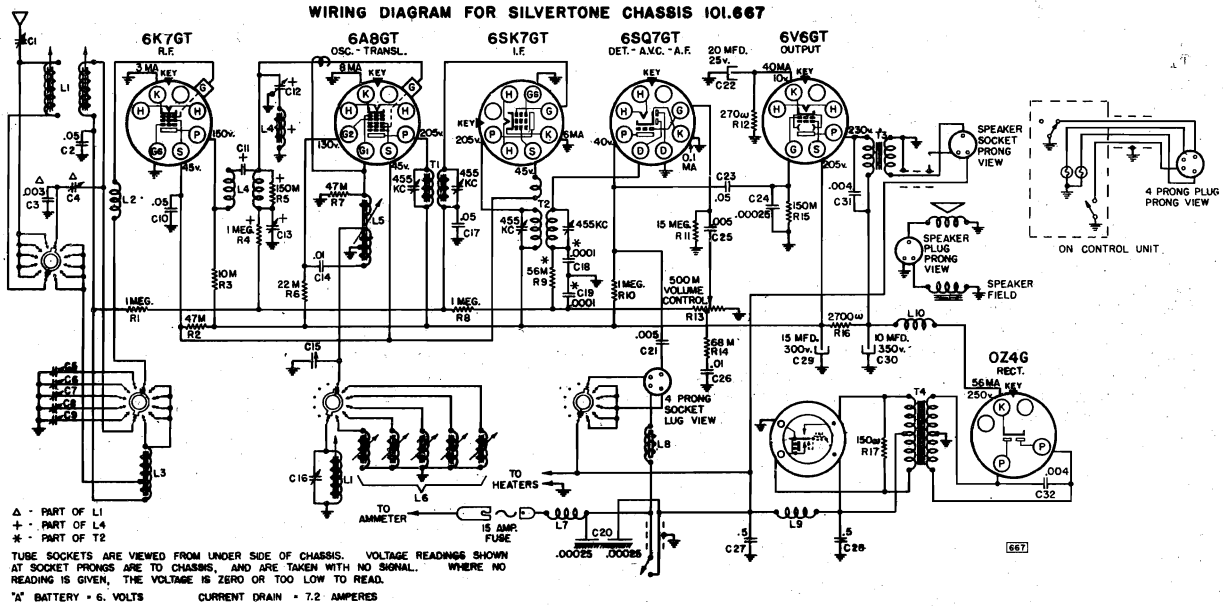 WIRING DIAGRAM FOR SILVERTONE CHASSIS 101.667
6K7GT
R.F.
6A8GT
OSC.- TRANSL.
6SK7GT
I.F.
6SQ7GT
DET.- A.V.C.- A.F.
6V6GT
OUTPUT
C1
L1
3 MA
KEY
K
G
H
H
P
G6
S
150v.
45v.
.05
C2
.003
C3
Δ
Δ
C4
L2
.05
C10
C11
+
L4
+
C12
+
L4
+
150M
R5
+
C13
1 MEG.
R4
10M
R3
8 MA
KEY
K
G
H
H
G2
P
G1
S
130v.
205v.
45v.
47M
R7
L5
.01
C14
22M
R6
T1
455
KC
455
KC
.05
C17
G6
H
G
KEY
205v.
K
P
H
S
6MA
45v.
T2
455
KC
455KC
*
.0001
C18
*
56M
R9
*
C19
.0001
KEY
H
G
H
G
P
K
D
D
40v.
0.1
MA
20 MFD.
25v.
C22
270ω
R12
40MA
10v.
KEY
K
H
H
P
G
S
230v.
205v.
T3
C23
.05
C24
.00025
150M
R15
.004
C31
15 MEG.
R11
.006
C25
SPEAKER
SOCKET
PRONG
VIEW
4 PRONG PLUG
PRONG VIEW
ON CONTROL UNIT
SPEAKER
PLUG
PRONG
VIEW
SPEAKER
FIELD
1 MEG.
R1
47M
R2
1 MEG.
R8
1 MEG.
R10
500M
VOLUME
CONTROL
R13
68 M
R14
.01
C26
2700ω
R16
L10
15 MFD.
300v.
C29
10 MFD.
350v.
C30
OZ4G
RECT.
56MA
250v.
KEY
K
P
P
C5
C6
C7
C8
C9
L3
C15
C16
L1
L6
.005
C21
4 PRONG
SOCKET
LUG VIEW
L8
150ω
R17
T4
.004
C32
TO
HEATERS
TO
AMMETER
15 AMP.
FUSE
L7
C20
.00025
.00025
.5
C27
L9
.5
C28
667
Δ - PART OF L1
+ - PART OF L4
* - PART OF T2
TUBE SOCKETS ARE VIEWED FROM UNDER SIDE OF CHASSIS. VOLTAGE READINGS SHOWN
AT SOCKET PRONGS ARE TO CHASSIS, AND ARE TAKEN WITH NO SIGNAL. WHERE NO
READING IS GIVEN, THE VOLTAGE IS ZERO OR TOO LOW TO READ.
"A" BATTERY = 6. VOLTS CURRENT DRAIN = 7.2 AMPERES